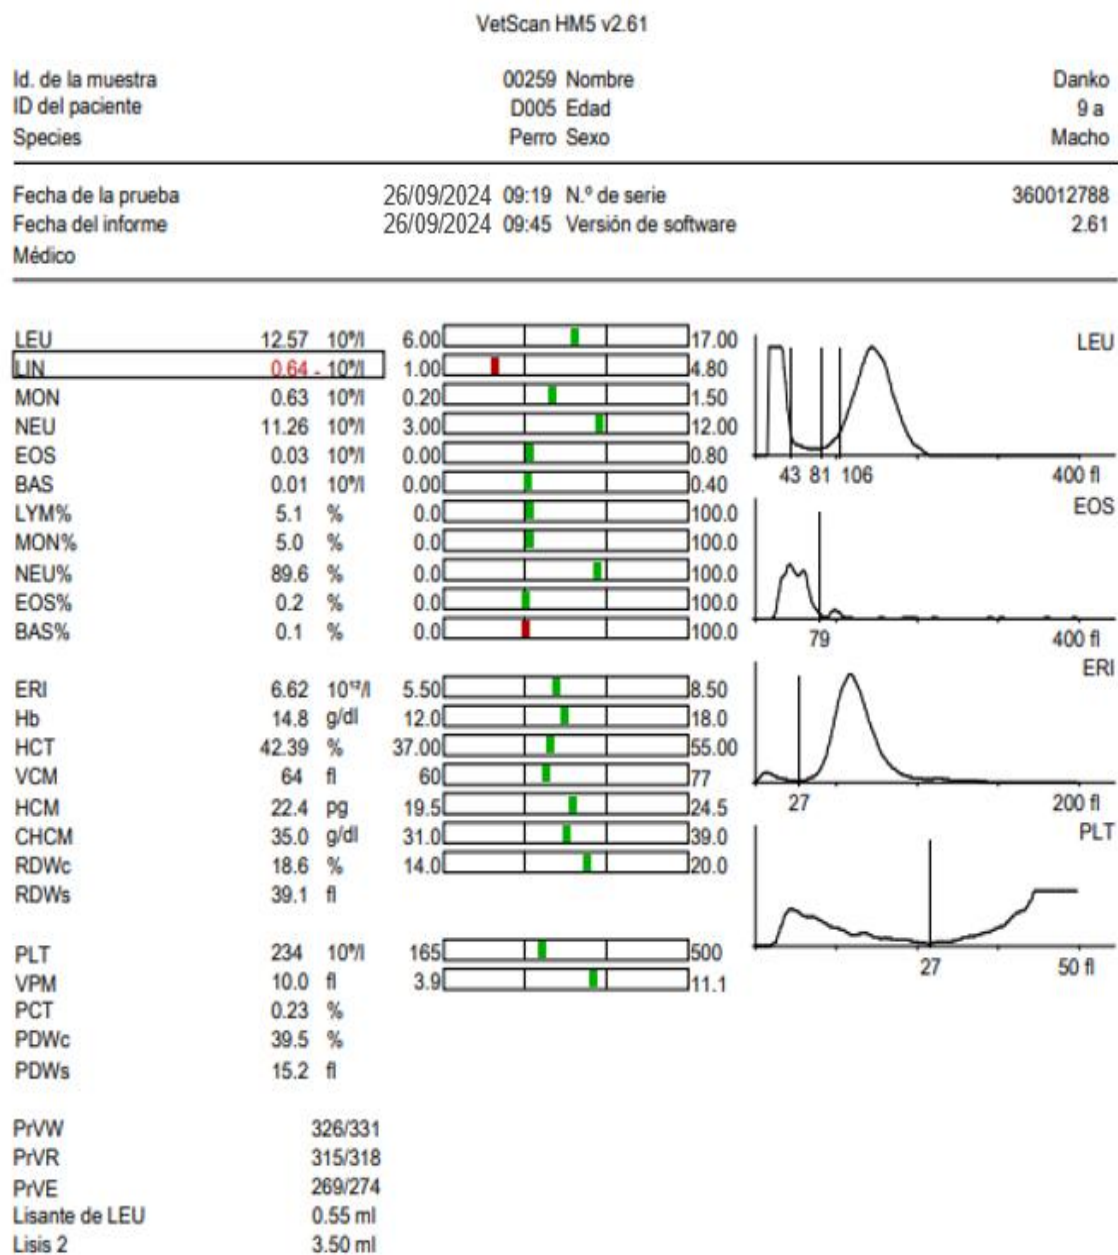 VetScan HM5 v2.61
Id. de la muestra 00259 Nombre Danko
ID del paciente D005 Edad 9 a
Species Perro Sexo Macho
Fecha de la prueba 26/09/2024 09:19 N.º de serie 360012788
Fecha del informe 26/09/2024 09:45 Versión de software 2.61
Médico
LEU 12.57 10⁹/l 6.00 17.00 LEU
LIN 0.64 - 10⁹/l 1.00 4.80
MON 0.63 10⁹/l 0.20 1.50
NEU 11.26 10⁹/l 3.00 12.00
EOS 0.03 10⁹/l 0.00 0.80
43 81 106 400 fl
BAS 0.01 10⁹/l 0.00 0.40
LYM% 5.1 % 0.0 100.0 EOS
MON% 5.0 % 0.0 100.0
NEU% 89.6 % 0.0 100.0
EOS% 0.2 % 0.0 100.0
BAS% 0.1 % 0.0 100.0
79 400 fl
ERI 6.62 10¹²/l 5.50 8.50 ERI
Hb 14.8 g/dl 12.0 18.0
HCT 42.39 % 37.00 55.00
VCM 64 fl 60 77
HCM 22.4 pg 19.5 24.5
27 200 fl
CHCM 35.0 g/dl 31.0 39.0 PLT
RDWc 18.6 % 14.0 20.0
RDWs 39.1 fl
PLT 234 10⁹/l 165 500
27 50 fl
VPM 10.0 fl 3.9 11.1
PCT 0.23 %
PDWc 39.5 %
PDWs 15.2 fl
PrVW 326/331
PrVR 315/318
PrVE 269/274
Lisante de LEU 0.55 ml
Lisis 2 3.50 ml